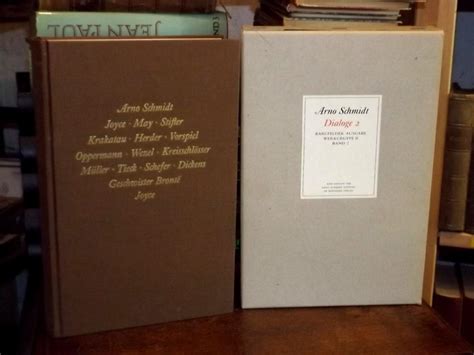 JEAN PAUL
Arno Schmidt
Joyce · May · Stifter
Krakatau · Herder · Vorspiel
Oppermann · Wezel · Kreisschlösser
Müller · Tieck · Schefer · Dickens
Geschwister Brontë
Joyce
Arno Schmidt
Dialoge 2
BARGFELDER AUSGABE
WERKGRUPPE II
BAND 2